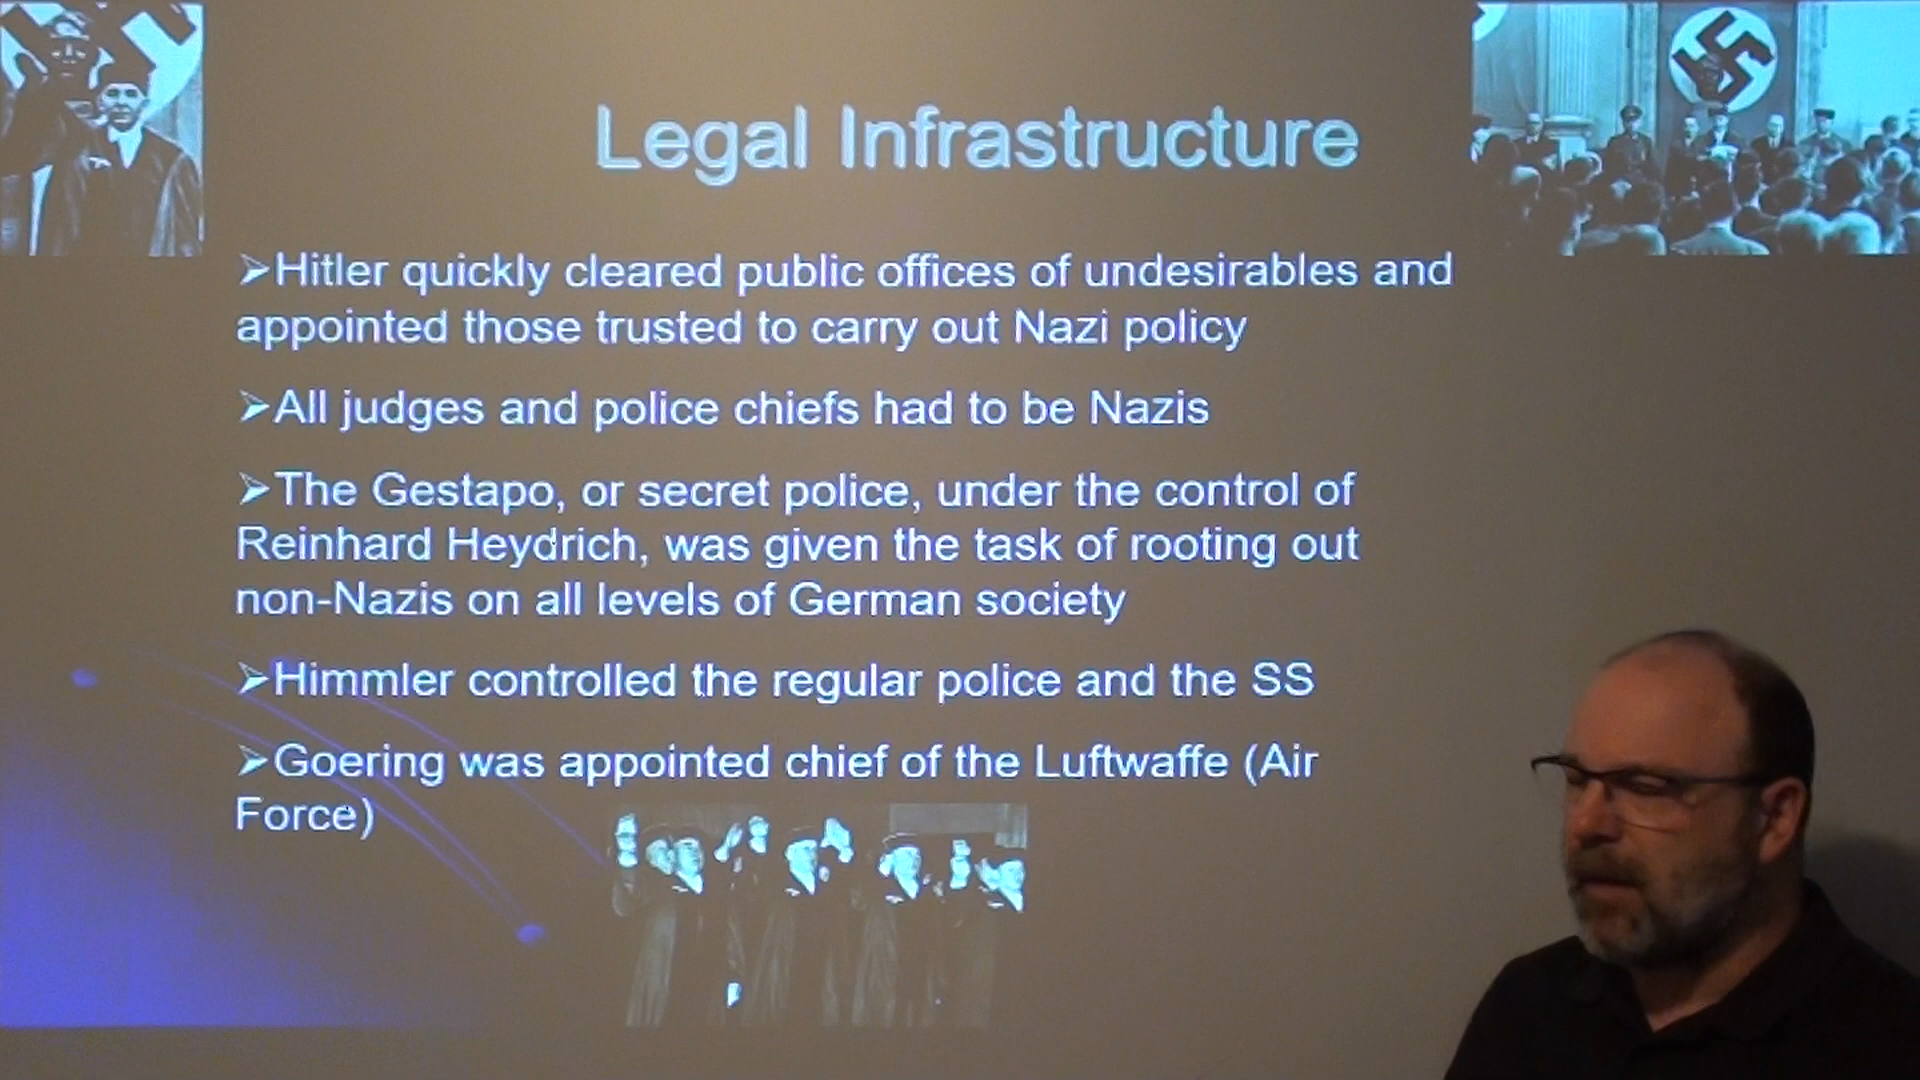 Legal Infrastructure
➢Hitler quickly cleared public offices of undesirables and
appointed those trusted to carry out Nazi policy
➢All judges and police chiefs had to be Nazis
➢The Gestapo, or secret police, under the control of
Reinhard Heydrich, was given the task of rooting out
non-Nazis on all levels of German society
➢Himmler controlled the regular police and the SS
➢Goering was appointed chief of the Luftwaffe (Air
Force)